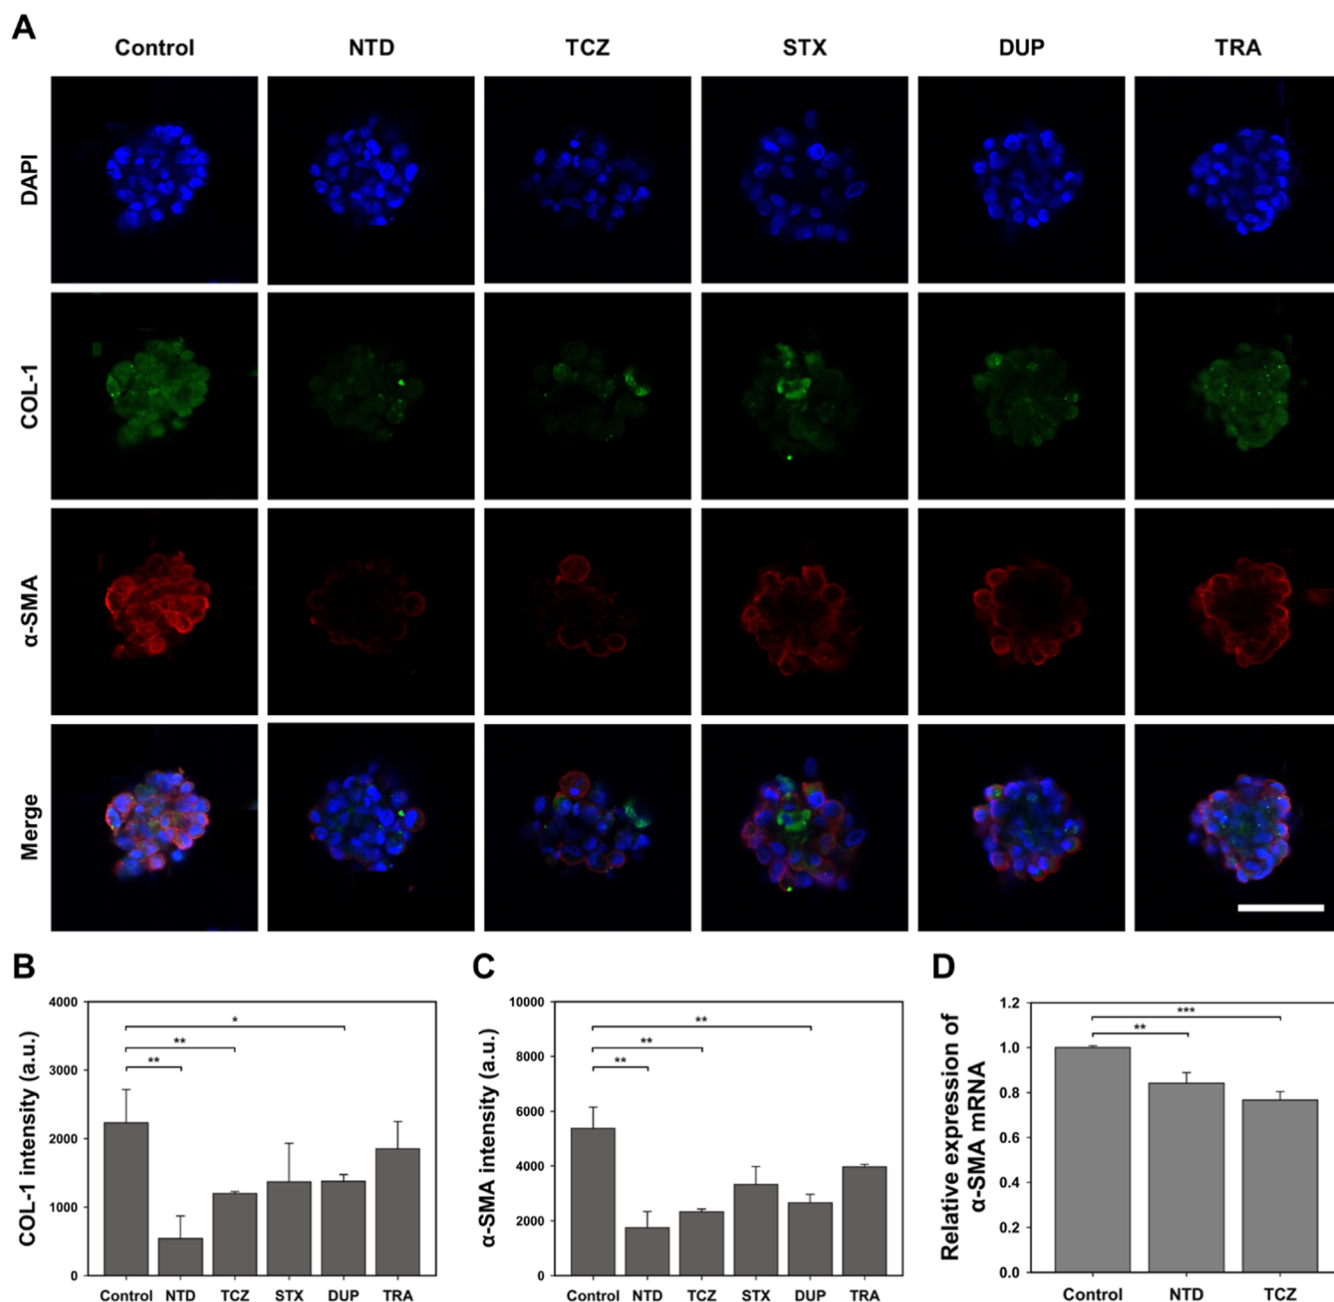 A
Control NTD TCZ STX DUP TRA
DAPI
COL-1
α-SMA
Merge
B
COL-1 intensity (a.u.)
4000
3000
2000
1000
0
*
**
**
Control NTD TCZ STX DUP TRA
C
α-SMA intensity (a.u.)
10000
8000
6000
4000
2000
0
**
**
**
Control NTD TCZ STX DUP TRA
D
Relative expression of
α-SMA mRNA
1.2
1.0
0.8
0.6
0.4
0.2
0.0
***
**
Control NTD TCZ